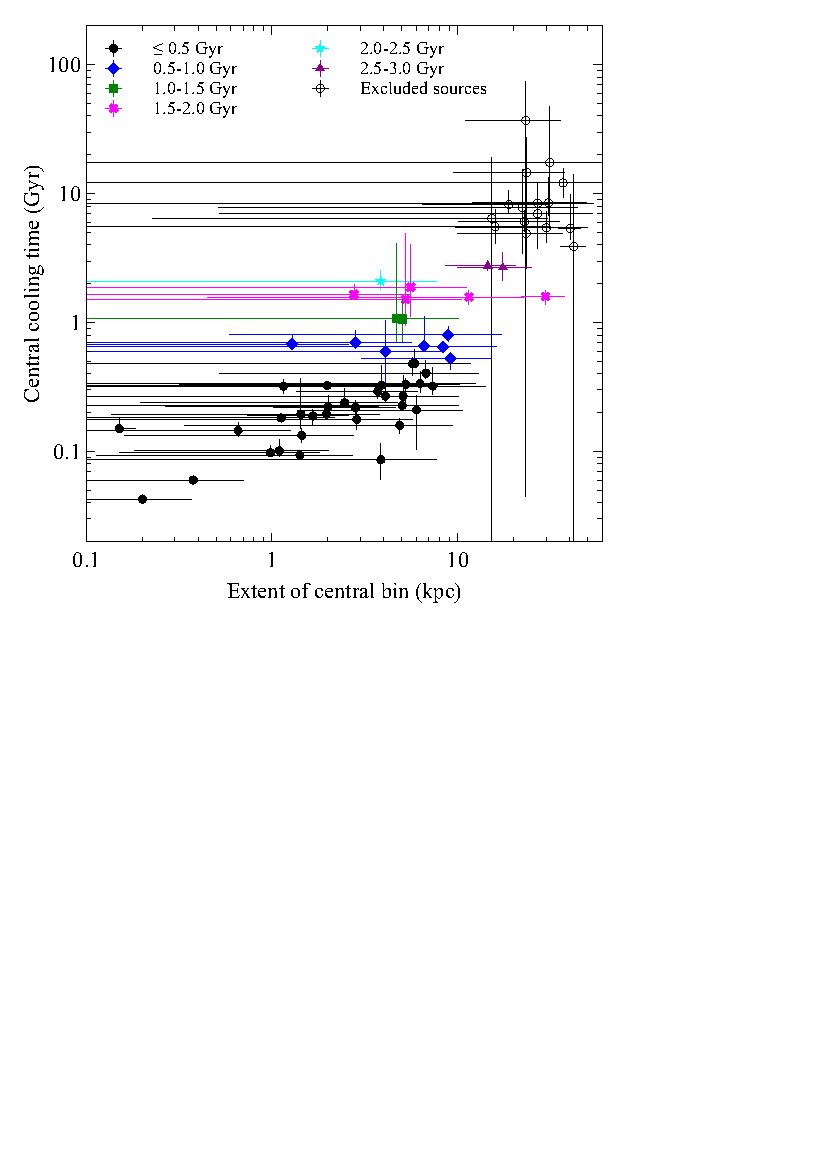 ≤ 0.5 Gyr
0.5-1.0 Gyr
1.0-1.5 Gyr
1.5-2.0 Gyr
2.0-2.5 Gyr
2.5-3.0 Gyr
Excluded sources
Central cooling time (Gyr)
100
10
1
0.1
0.1 1 10
Extent of central bin (kpc)